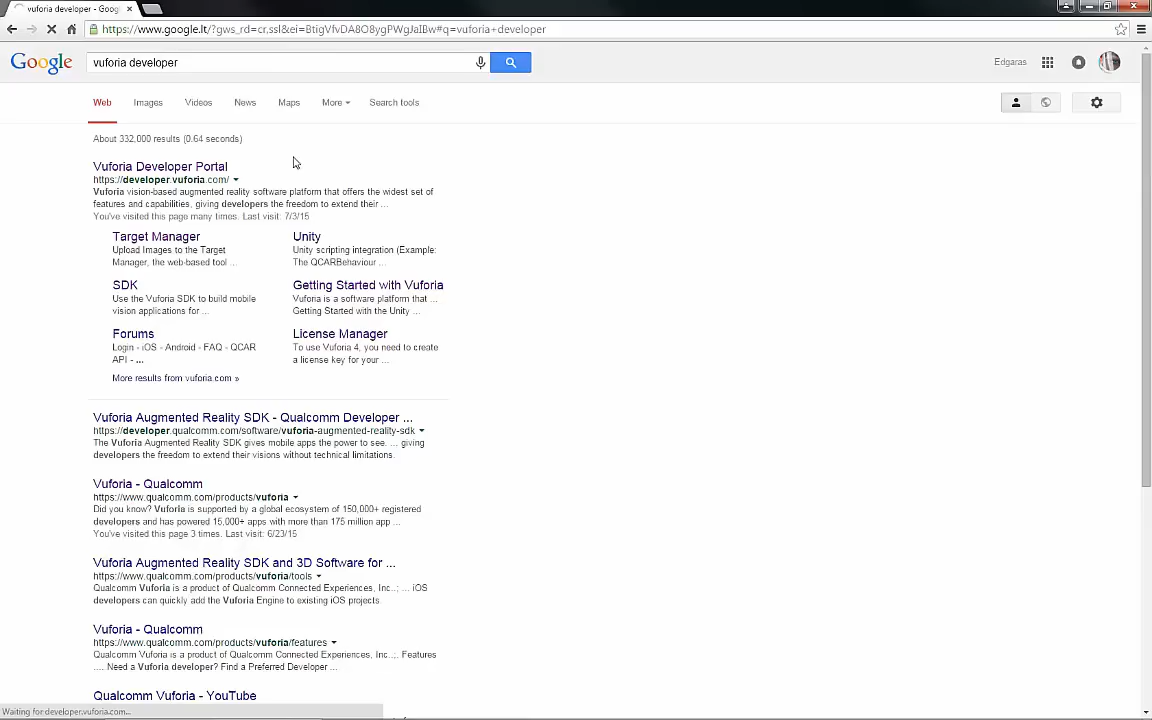 vuforia developer - Goog
https://www.google.lt/?gws_rd=cr,ssl&ei=BtigVfvDA8O8ygPWgJaIBw#q=vuforia+developer
Google
vuforia developer
Edgaras
Web Images Videos News Maps More Search tools
About 332,000 results (0.64 seconds)
Vuforia Developer Portal
https://developer.vuforia.com/
Vuforia vision-based augmented reality software platform that offers the widest set of
features and capabilities, giving developers the freedom to extend their ...
You've visited this page many times. Last visit: 7/3/15
Target Manager
Upload Images to the Target
Manager, the web-based tool ...
Unity
Unity scripting integration (Example:
The QCARBehaviour ...
SDK
Use the Vuforia SDK to build mobile
vision applications for ...
Getting Started with Vuforia
Vuforia is a software platform that ...
Getting Started with the Unity ...
Forums
Login - iOS - Android - FAQ - QCAR
API - ...
License Manager
To use Vuforia 4, you need to create
a license key for your ...
More results from vuforia.com »
Vuforia Augmented Reality SDK - Qualcomm Developer ...
https://developer.qualcomm.com/software/vuforia-augmented-reality-sdk
The Vuforia Augmented Reality SDK gives mobile apps the power to see. ... giving
developers the freedom to extend their visions without technical limitations.
Vuforia - Qualcomm
https://www.qualcomm.com/products/vuforia
Did you know? Vuforia is supported by a global ecosystem of 150,000+ registered
developers and has powered 15,000+ apps with more than 175 million app ...
You've visited this page 3 times. Last visit: 6/23/15
Vuforia Augmented Reality SDK and 3D Software for ...
https://www.qualcomm.com/products/vuforia/tools
Qualcomm Vuforia is a product of Qualcomm Connected Experiences, Inc..; ... iOS
developers can quickly add the Vuforia Engine to existing iOS projects.
Vuforia - Qualcomm
https://www.qualcomm.com/products/vuforia/features
Qualcomm Vuforia is a product of Qualcomm Connected Experiences, Inc..;. Features
.... Need a Vuforia developer? Find a Preferred Developer ...
Qualcomm Vuforia - YouTube
Waiting for developer.vuforia.com...